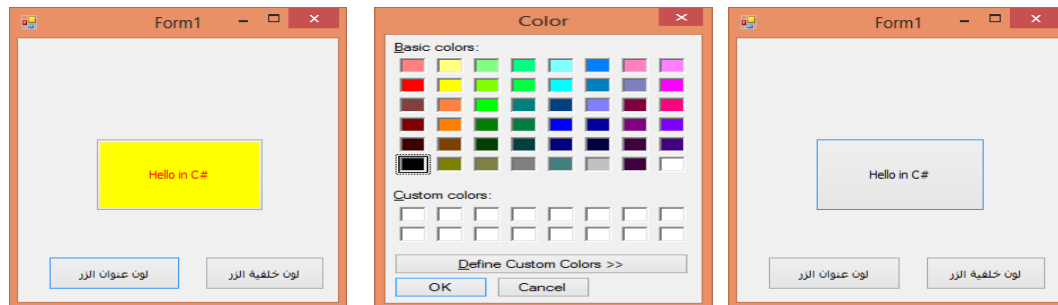 Form1
Hello in C#
لون عنوان الزر
لون خلفية الزر
Color
Basic colors:
Custom colors:
Define Custom Colors >>
OK
Cancel
Form1
Hello in C#
لون عنوان الزر
لون خلفية الزر